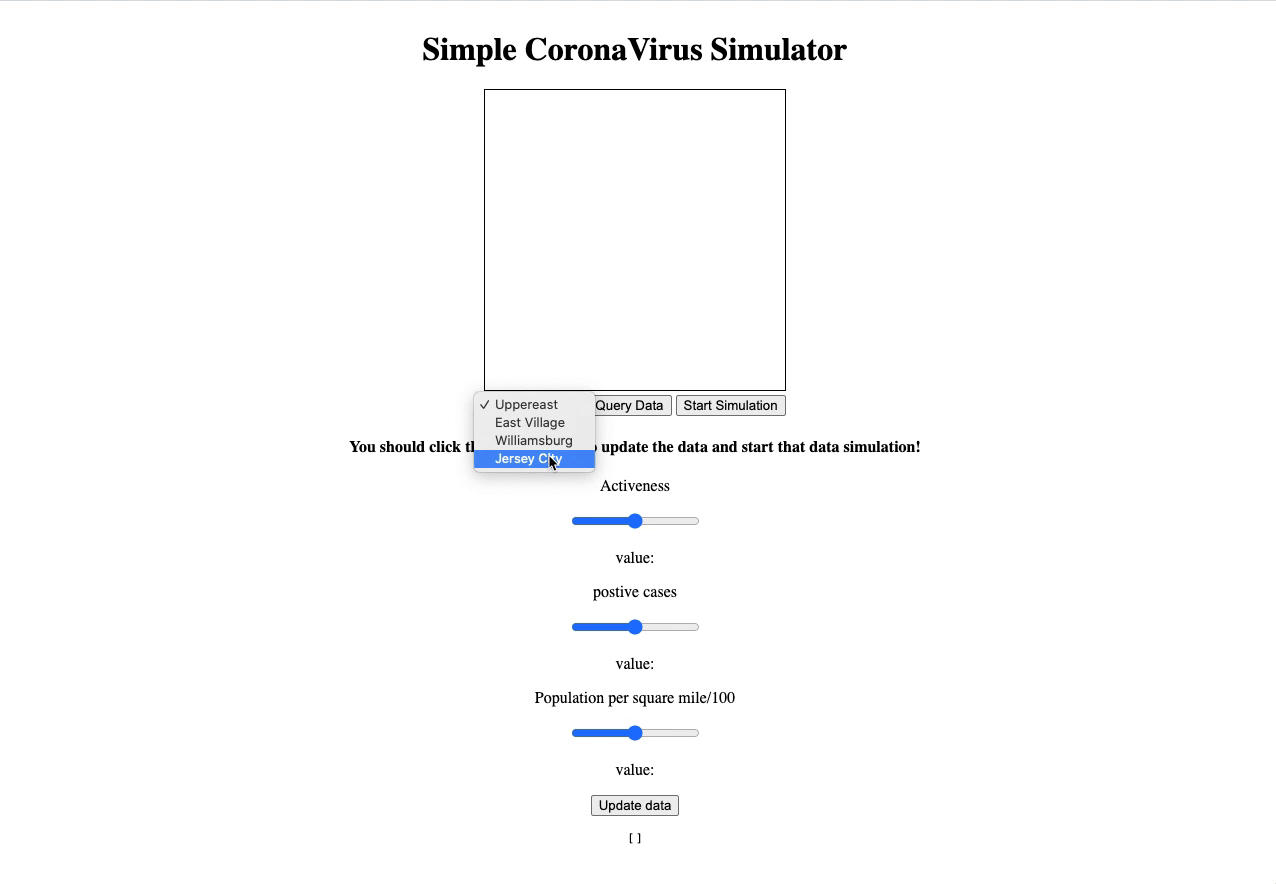 Simple CoronaVirus Simulator
✓ Uppereast
Query Data
Start Simulation
East Village
Williamsburg
Jersey City
You should click th o update the data and start that data simulation!
Activeness
value:
postive cases
value:
Population per square mile/100
value:
Update data
[ ]